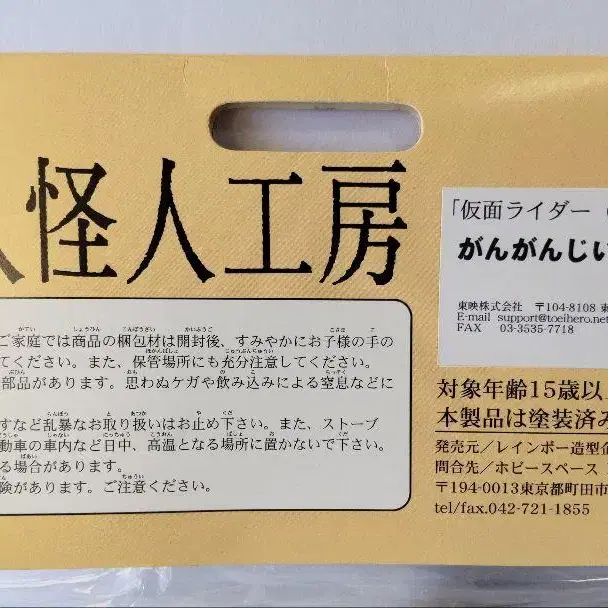 人怪人工房
ご家庭では商品の梱包材は開封後、すみやかにお子様の手の
てください。また、保管場所にも充分注意してください。
部品があります。思わぬケガや飲み込みによる窒息などに
すなど乱暴なお取り扱いはお止め下さい。また、ストーブ
動車の車内など日中、高温となる場所に置かないで下さい。
る場合があります。
険があります。ご注意ください。
「仮面ライダー
がんがんじい
東映株式会社 〒104-8108 東
E-mail support@toeihero.net
FAX 03-3535-7718
対象年齢15歳以上
本製品は塗装済み
発売元／レインボー造型企
問合先／ホビースペース
〒194-0013東京都町田市
tel/fax.042-721-1855